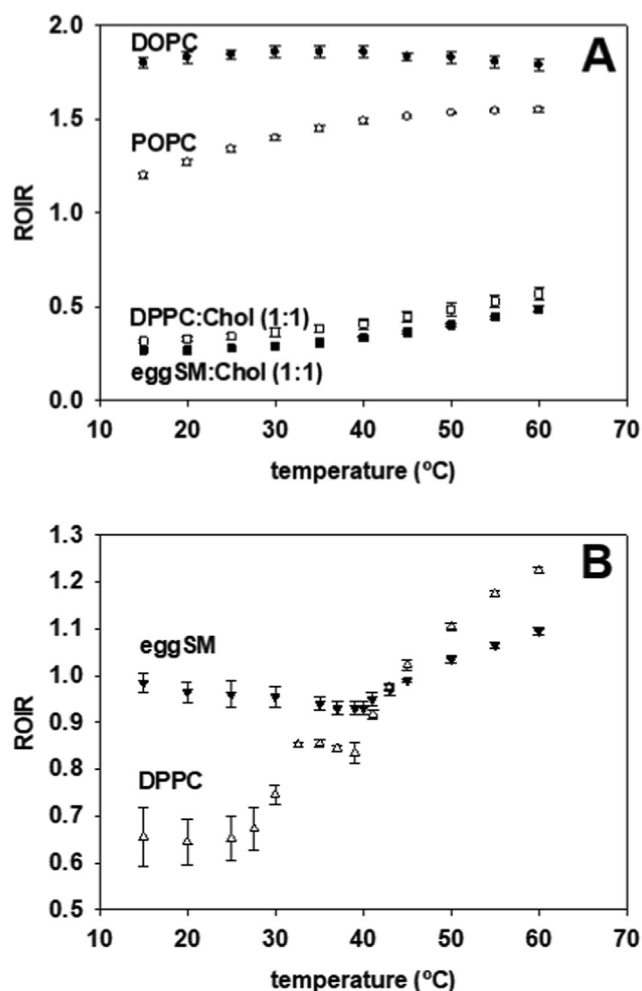 2.0
DOPC
A
1.5
POPC
ROIR
1.0
0.5
DPPC:Chol (1:1)
eggSM:Chol (1:1)
0.0
10 20 30 40 50 60 70
temperature (ºC)
1.3
B
1.2
1.1
eggSM
1.0
ROIR
0.9
0.8
DPPC
0.7
0.6
0.5
10 20 30 40 50 60 70
temperature (ºC)